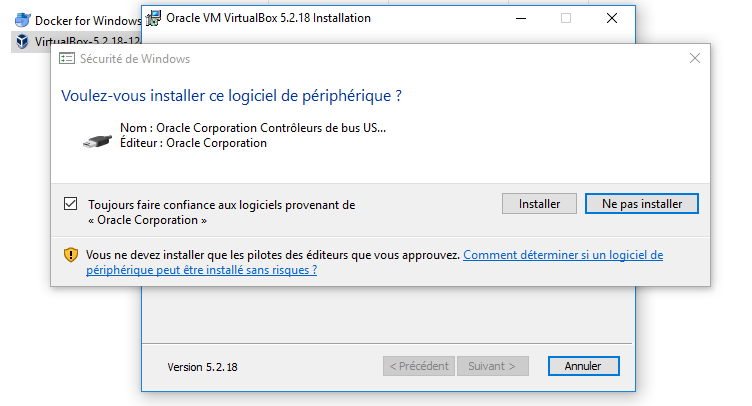 Docker for Windows
Oracle VM VirtualBox 5.2.18 Installation
VirtualBox-5.2.18-12
Sécurité de Windows
Voulez-vous installer ce logiciel de périphérique ?
Nom : Oracle Corporation Contrôleurs de bus US...
Éditeur : Oracle Corporation
Toujours faire confiance aux logiciels provenant de
« Oracle Corporation »
Installer
Ne pas installer
Vous ne devez installer que les pilotes des éditeurs que vous approuvez. Comment déterminer si un logiciel de
périphérique peut être installé sans risques ?
Version 5.2.18
< Précédent
Suivant >
Annuler